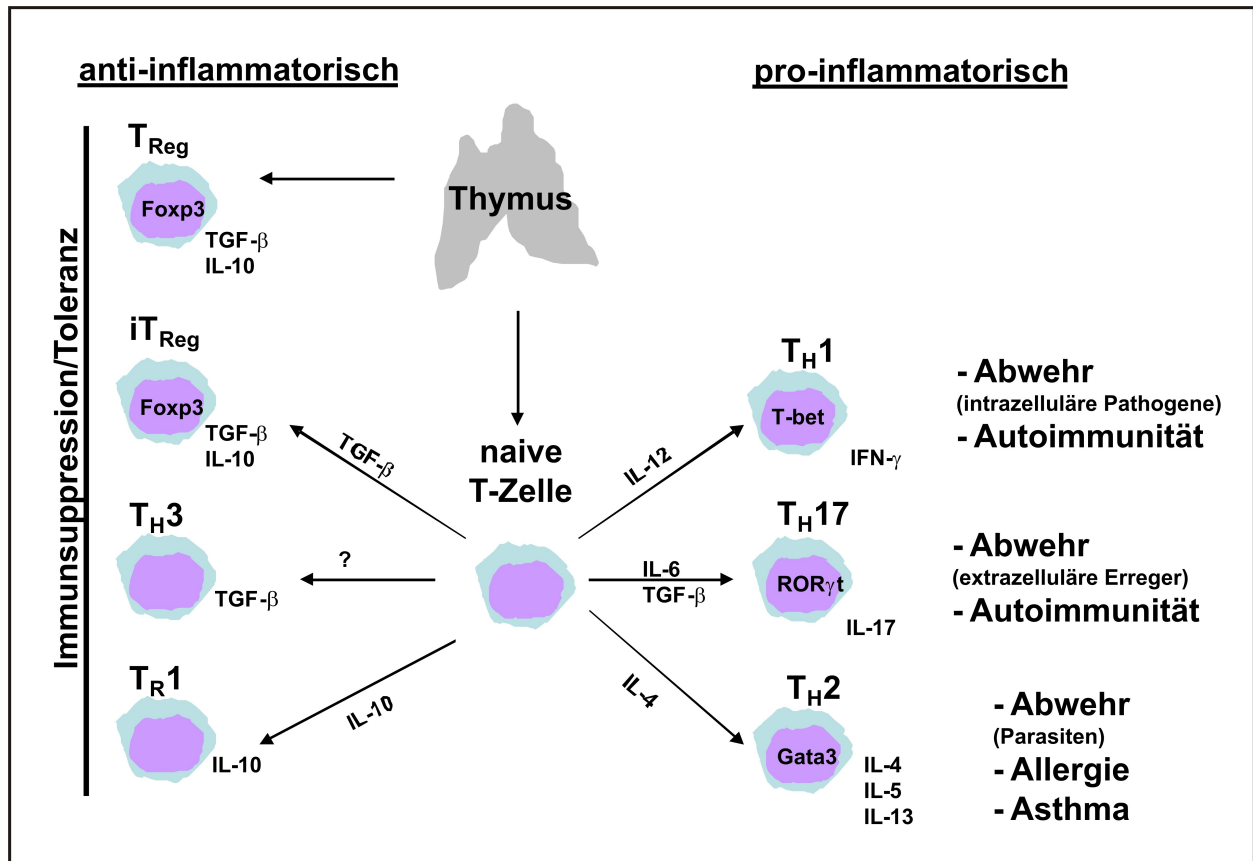 anti-inflammatorisch
pro-inflammatorisch
Immunsuppression/Toleranz
TReg
Foxp3
TGF-β
IL-10
Thymus
iTReg
Foxp3
TGF-β
IL-10
TGF-β
naive
T-Zelle
IL-12
TH1
T-bet
IFN-γ
- Abwehr
(intrazelluläre Pathogene)
- Autoimmunität
TH3
TGF-β
?
IL-6
TGF-β
TH17
RORγt
IL-17
- Abwehr
(extrazelluläre Erreger)
- Autoimmunität
TR1
IL-10
IL-10
IL-4
TH2
Gata3
IL-4
IL-5
IL-13
- Abwehr
(Parasiten)
- Allergie
- Asthma